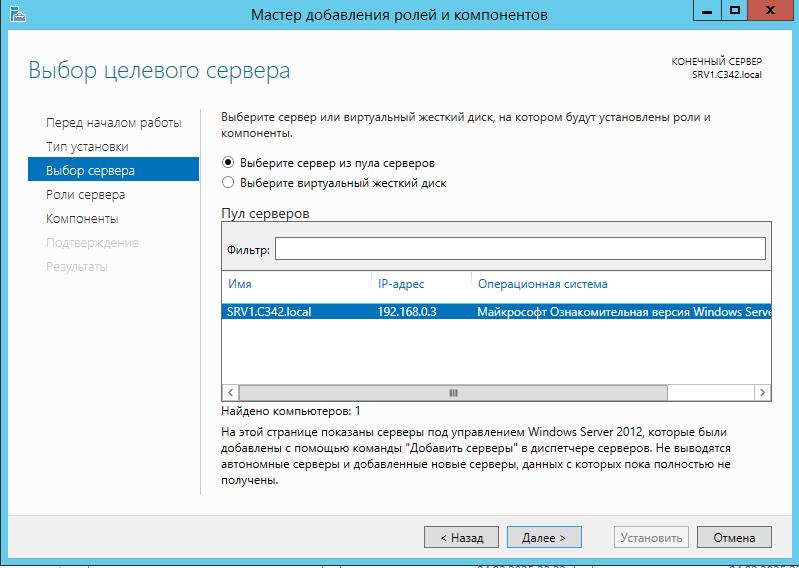 Мастер добавления ролей и компонентов
Выбор целевого сервера
КОНЕЧНЫЙ СЕРВЕР
SRV1.C342.local
Перед началом работы
Тип установки
Выбор сервера
Роли сервера
Компоненты
Подтверждение
Результаты
Выберите сервер или виртуальный жесткий диск, на котором будут установлены роли и
компоненты.
Выберите сервер из пула серверов
Выберите виртуальный жесткий диск
Пул серверов
Фильтр:
Имя IP-адрес Операционная система
SRV1.C342.local 192.168.0.3 Майкрософт Ознакомительная версия Windows Serve
Найдено компьютеров: 1
На этой странице показаны серверы под управлением Windows Server 2012, которые были
добавлены с помощью команды "Добавить серверы" в диспетчере серверов. Не выводятся
автономные серверы и добавленные новые серверы, данных с которых пока полностью не
получены.
< Назад Далее > Установить Отмена